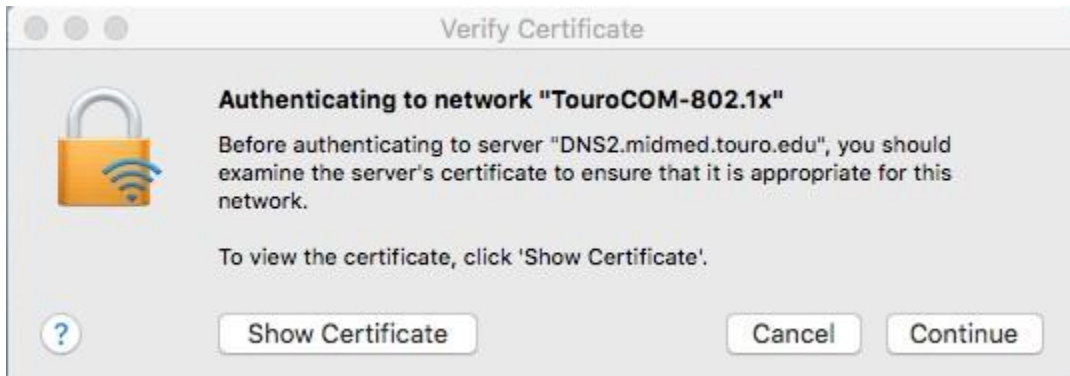 Verify Certificate
Authenticating to network "TouroCOM-802.1x"
Before authenticating to server "DNS2.midmed.touro.edu", you should
examine the server's certificate to ensure that it is appropriate for this
network.
To view the certificate, click 'Show Certificate'.
? Show Certificate Cancel Continue